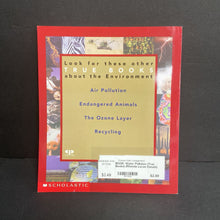 Look for these other
TRUE BOOKS
about the Environment
Air Pollution
Endangered Animals
The Ozone Layer
Recycling
$3.49
$2.99
SCHOLASTIC